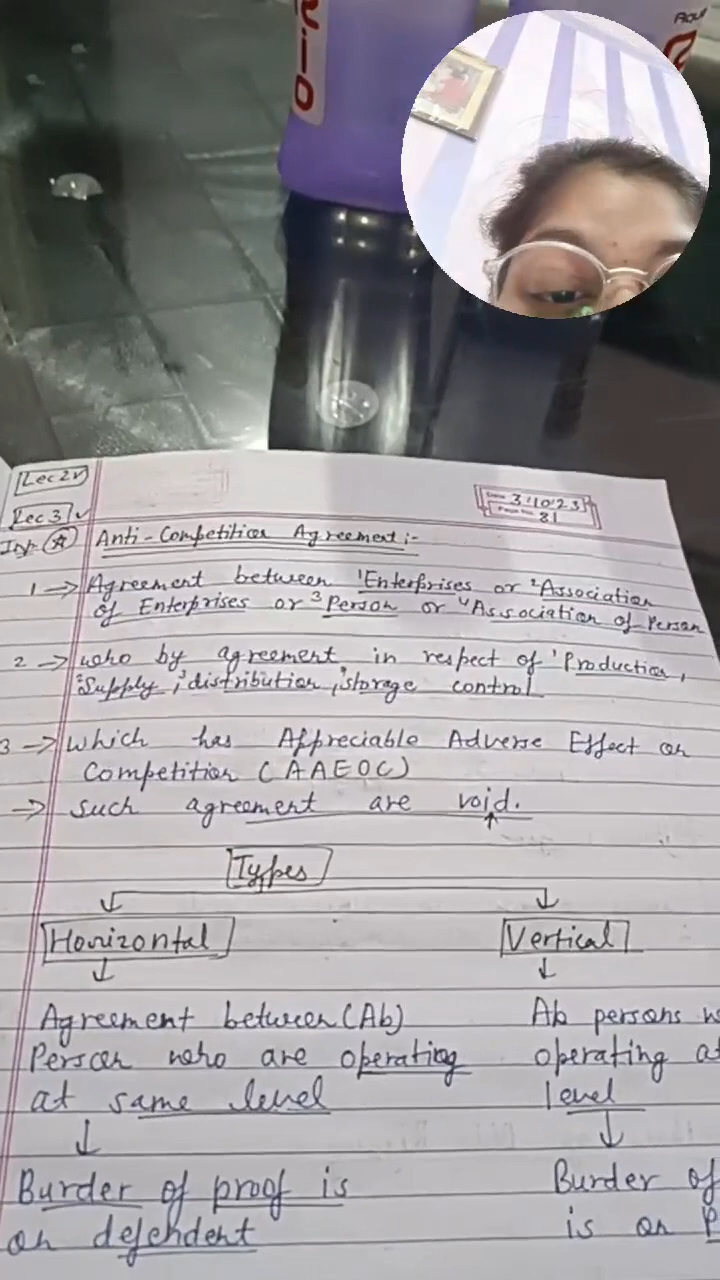 Lec 2
Lec 3
Date 3/10/23
Page No. 81
Imp. Anti-Competition Agreement:-
1 → Agreement between ¹Enterprises or ²Association
of Enterprises or ³Person or ⁴Association of Person
2 → who by agreement in respect of ¹Production,
²Supply, ³distribution, ⁴storage control
3 → which has Appreciable Adverse Effect on
Competition (AAEOC)
→ such agreement are void.
Types
Horizontal
Vertical
Agreement between (Ab)
Person who are operating
at same level
Ab persons
operating at
level
Burden of proof is
on defendent
Burden of
is on P